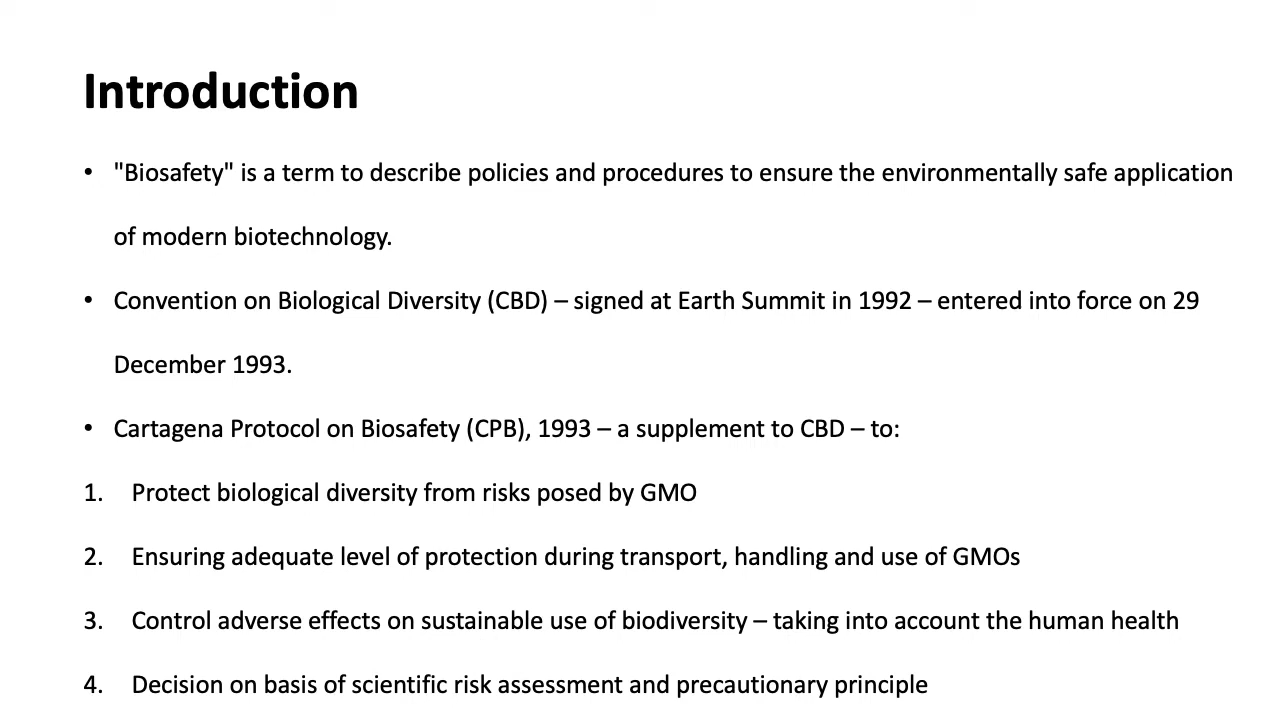 Introduction
• "Biosafety" is a term to describe policies and procedures to ensure the environmentally safe application
of modern biotechnology.
• Convention on Biological Diversity (CBD) – signed at Earth Summit in 1992 – entered into force on 29
December 1993.
• Cartagena Protocol on Biosafety (CPB), 1993 – a supplement to CBD – to:
1. Protect biological diversity from risks posed by GMO
2. Ensuring adequate level of protection during transport, handling and use of GMOs
3. Control adverse effects on sustainable use of biodiversity – taking into account the human health
4. Decision on basis of scientific risk assessment and precautionary principle